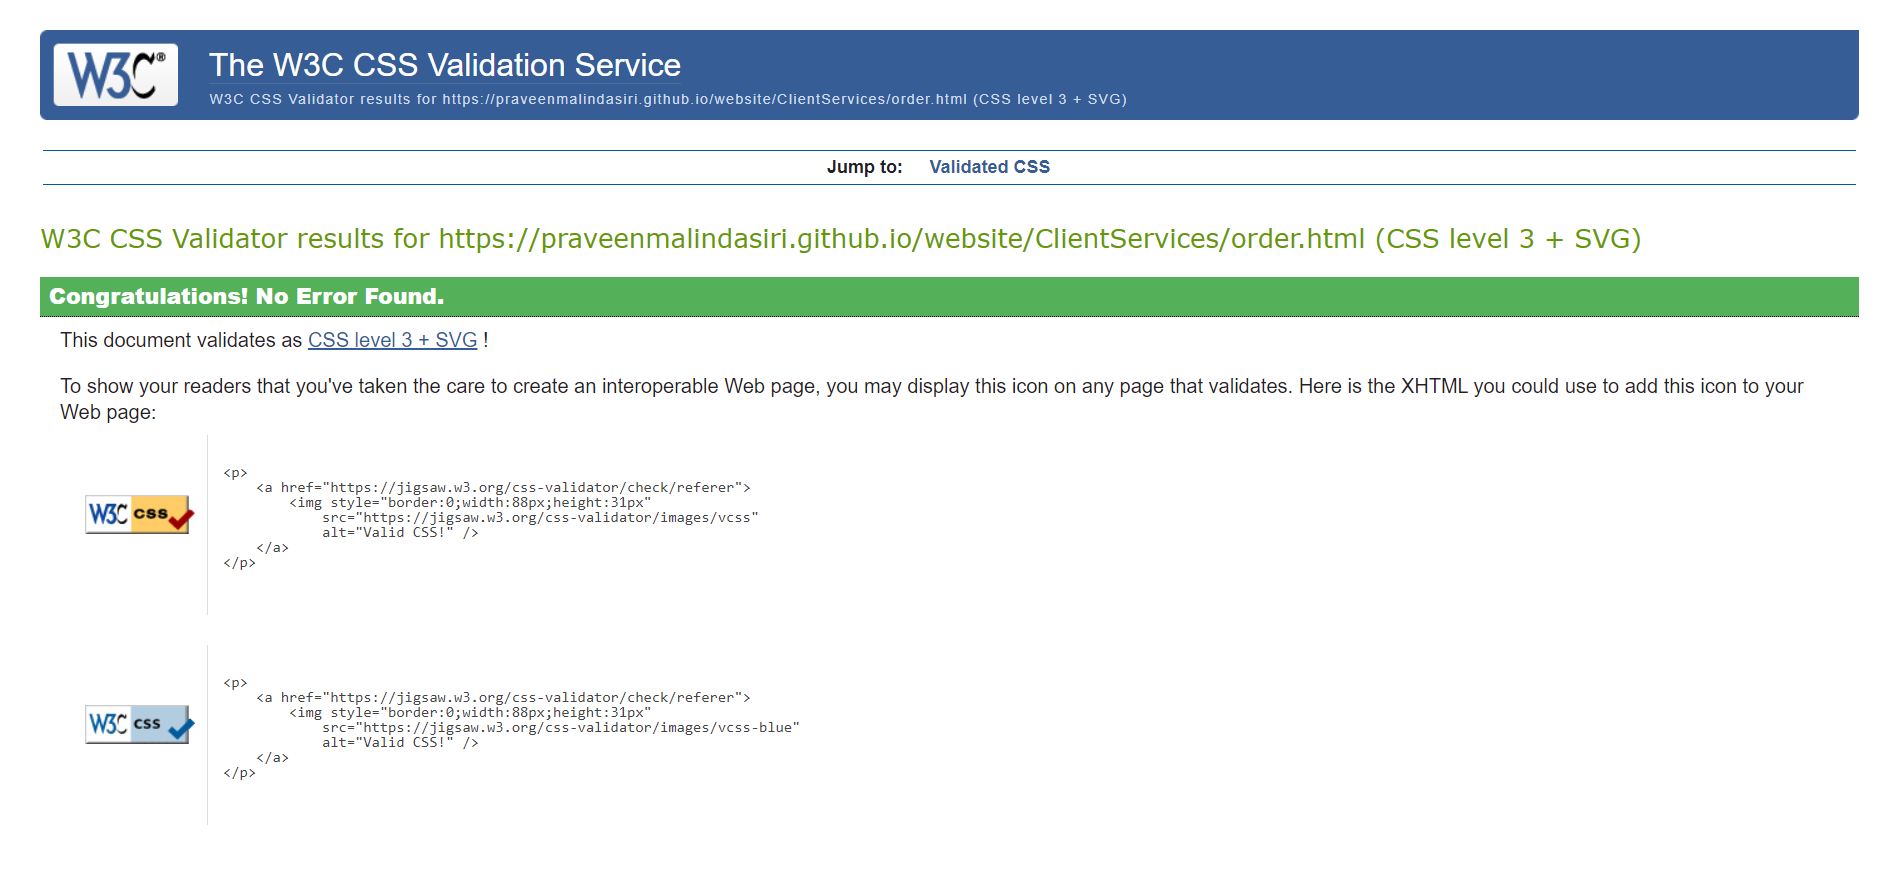 W3C®
The W3C CSS Validation Service
W3C CSS Validator results for https://praveenmalindasiri.github.io/website/ClientServices/order.html (CSS level 3 + SVG)
Jump to: Validated CSS
W3C CSS Validator results for https://praveenmalindasiri.github.io/website/ClientServices/order.html (CSS level 3 + SVG)
Congratulations! No Error Found.
This document validates as CSS level 3 + SVG !
To show your readers that you've taken the care to create an interoperable Web page, you may display this icon on any page that validates. Here is the XHTML you could use to add this icon to your
Web page:
W3C css
<p>
    <a href="https://jigsaw.w3.org/css-validator/check/referer">
        <img style="border:0;width:88px;height:31px"
            src="https://jigsaw.w3.org/css-validator/images/vcss"
            alt="Valid CSS!" />
    </a>
</p>
W3C css
<p>
    <a href="https://jigsaw.w3.org/css-validator/check/referer">
        <img style="border:0;width:88px;height:31px"
            src="https://jigsaw.w3.org/css-validator/images/vcss-blue"
            alt="Valid CSS!" />
    </a>
</p>